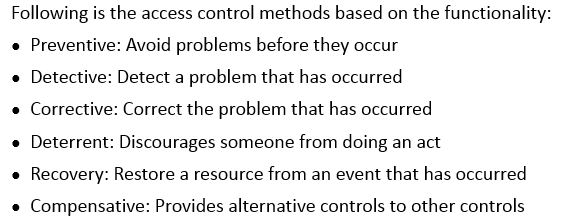 Following is the access control methods based on the functionality:
• Preventive: Avoid problems before they occur
• Detective: Detect a problem that has occurred
• Corrective: Correct the problem that has occurred
• Deterrent: Discourages someone from doing an act
• Recovery: Restore a resource from an event that has occurred
• Compensative: Provides alternative controls to other controls